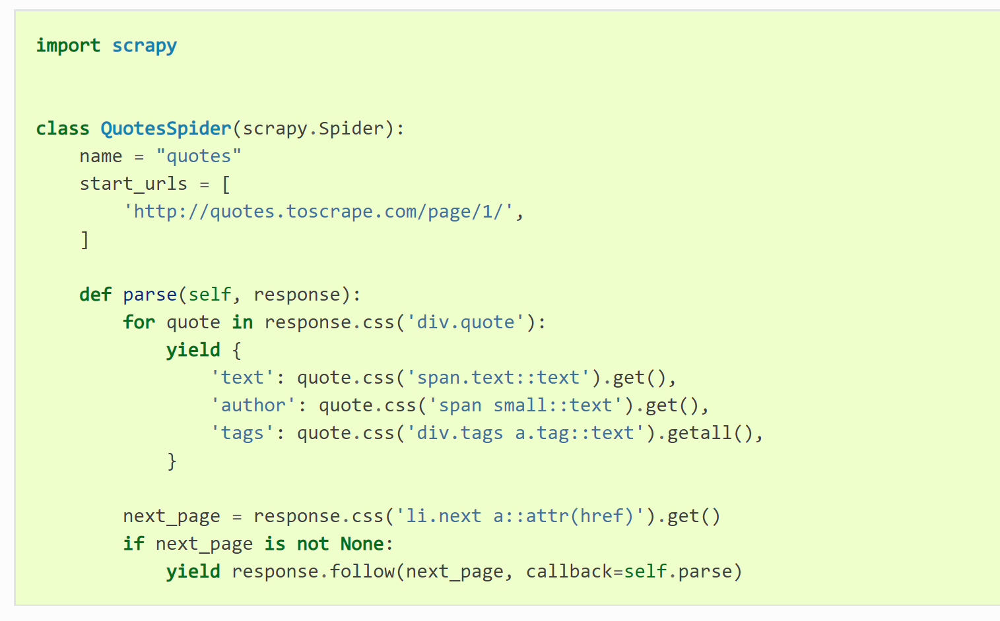 import scrapy
class QuotesSpider(scrapy.Spider):
    name = "quotes"
    start_urls = [
        'http://quotes.toscrape.com/page/1/',
    ]
    def parse(self, response):
        for quote in response.css('div.quote'):
            yield {
                'text': quote.css('span.text::text').get(),
                'author': quote.css('span small::text').get(),
                'tags': quote.css('div.tags a.tag::text').getall(),
            }
        next_page = response.css('li.next a::attr(href)').get()
        if next_page is not None:
            yield response.follow(next_page, callback=self.parse)